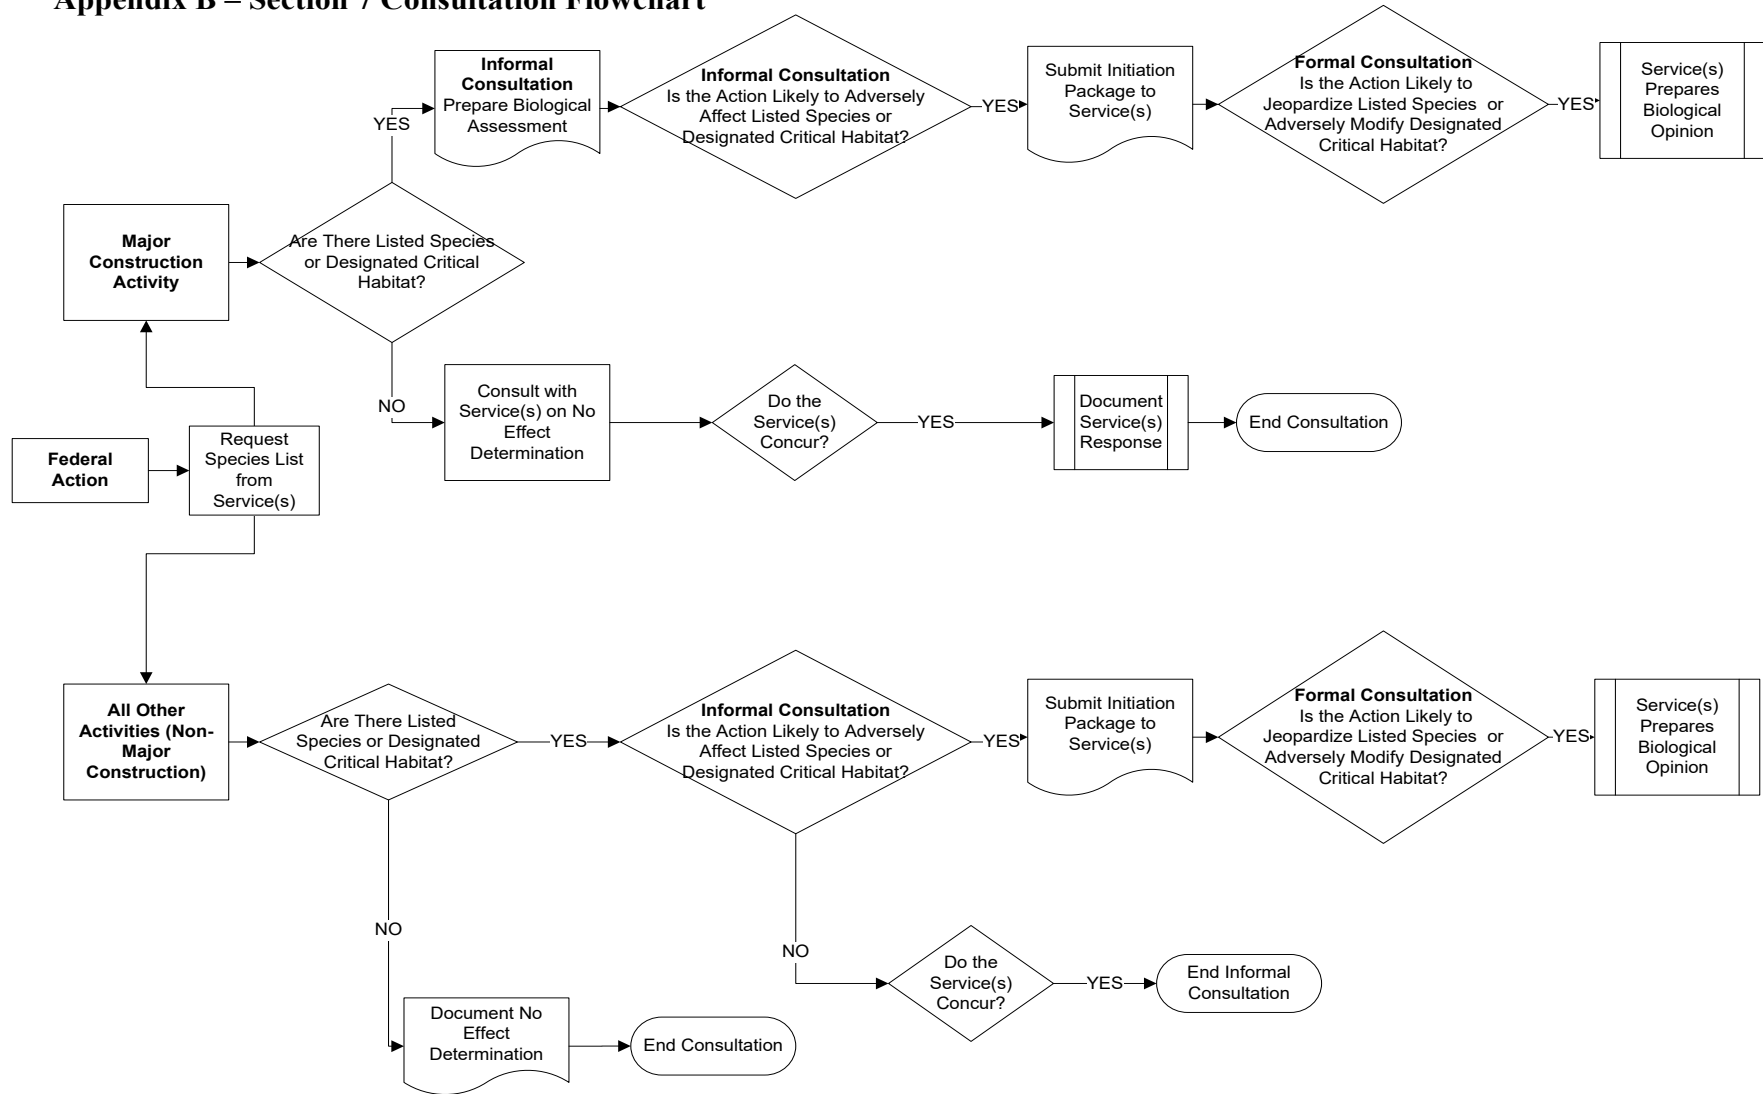 Appendix B – Section 7 Consultation Flowchart
Informal
Consultation
Prepare Biological
Assessment
Informal Consultation
Is the Action Likely to Adversely
Affect Listed Species or
Designated Critical Habitat?
YES
Submit Initiation
Package to
Service(s)
Formal Consultation
Is the Action Likely to
Jeopardize Listed Species or
Adversely Modify Designated
Critical Habitat?
YES
Service(s)
Prepares
Biological
Opinion
YES
Major
Construction
Activity
Are There Listed Species
or Designated Critical
Habitat?
NO
Consult with
Service(s) on No
Effect
Determination
Do the
Service(s)
Concur?
YES
Document
Service(s)
Response
End Consultation
Federal
Action
Request
Species List
from
Service(s)
All Other
Activities (Non-
Major
Construction)
Are There Listed
Species or Designated
Critical Habitat?
YES
Informal Consultation
Is the Action Likely to Adversely
Affect Listed Species or
Designated Critical Habitat?
YES
Submit Initiation
Package to
Service(s)
Formal Consultation
Is the Action Likely to
Jeopardize Listed Species or
Adversely Modify Designated
Critical Habitat?
YES
Service(s)
Prepares
Biological
Opinion
NO
NO
Do the
Service(s)
Concur?
YES
End Informal
Consultation
Document No
Effect
Determination
End Consultation